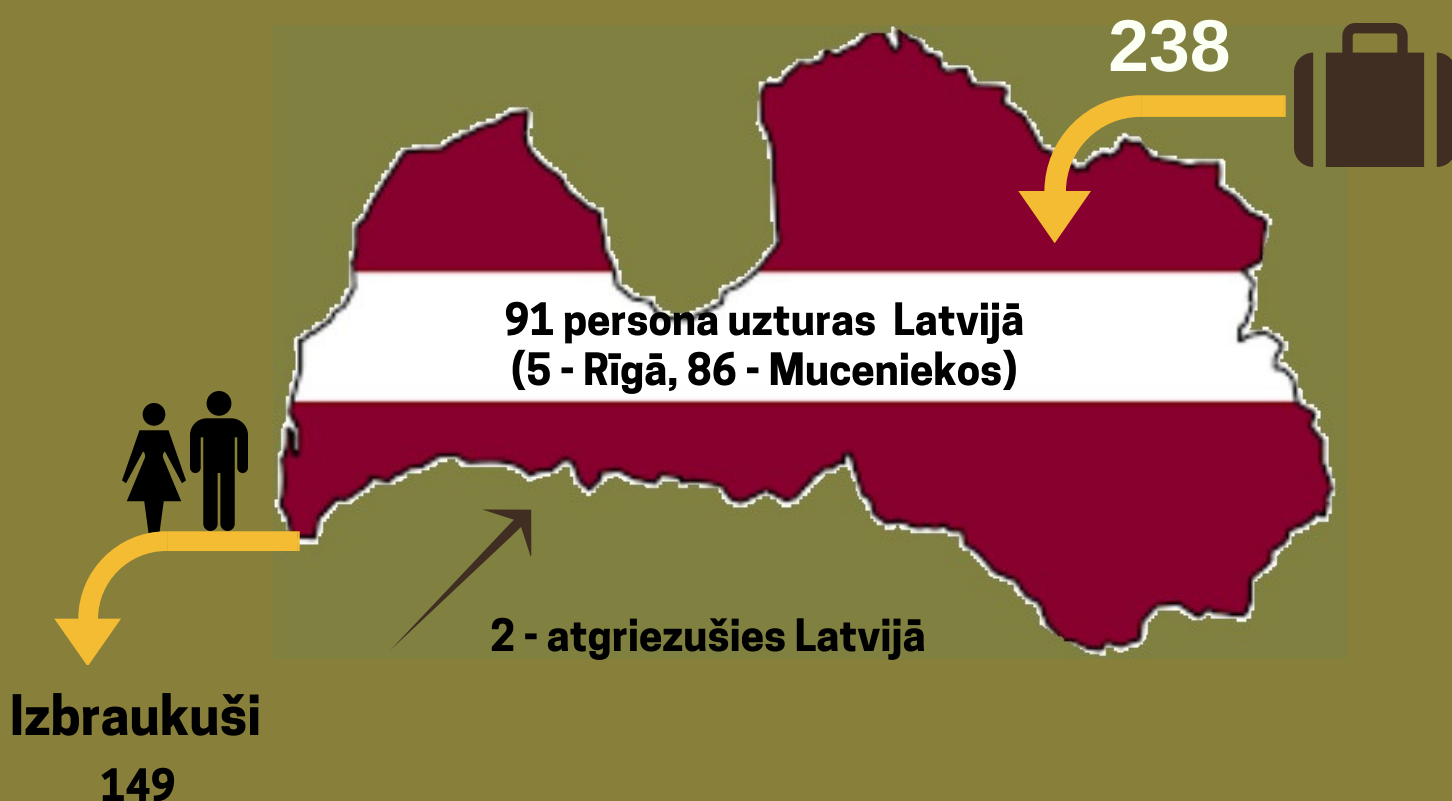 238
91 persona uzturas Latvijā
(5 - Rīgā, 86 - Muceniekos)
2 - atgriezušies Latvijā
Izbraukuši
149